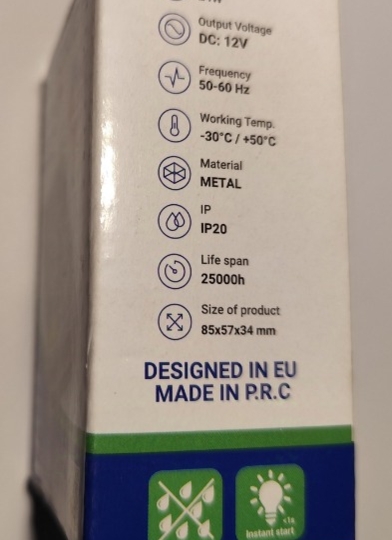 Output Voltage
DC: 12V
Frequency
50-60 Hz
Working Temp.
-30°C / +50°C
Material
METAL
IP
IP20
Life span
25000h
Size of product
85x57x34 mm
DESIGNED IN EU
MADE IN P.R.C
<1s
Instant start